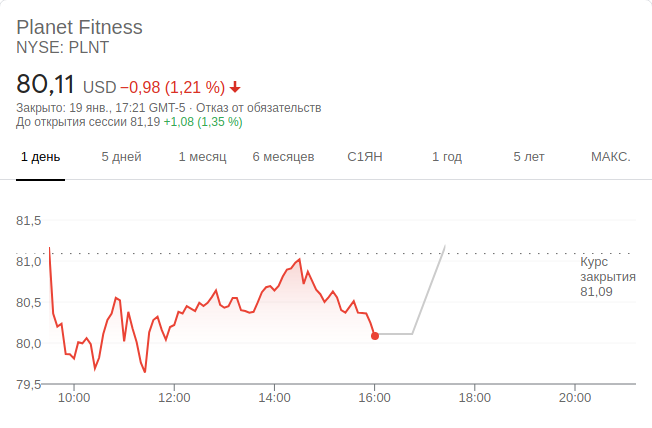 Planet Fitness
NYSE: PLNT
80,11 USD −0,98 (1,21 %)
Закрыто: 19 янв., 17:21 GMT-5 · Отказ от обязательств
До открытия сессии 81,19 +1,08 (1,35 %)
1 день 5 дней 1 месяц 6 месяцев С1ЯН 1 год 5 лет МАКС.
81,5
81,0
80,5
80,0
79,5
Курс
закрытия
81,09
10:00 12:00 14:00 16:00 18:00 20:00